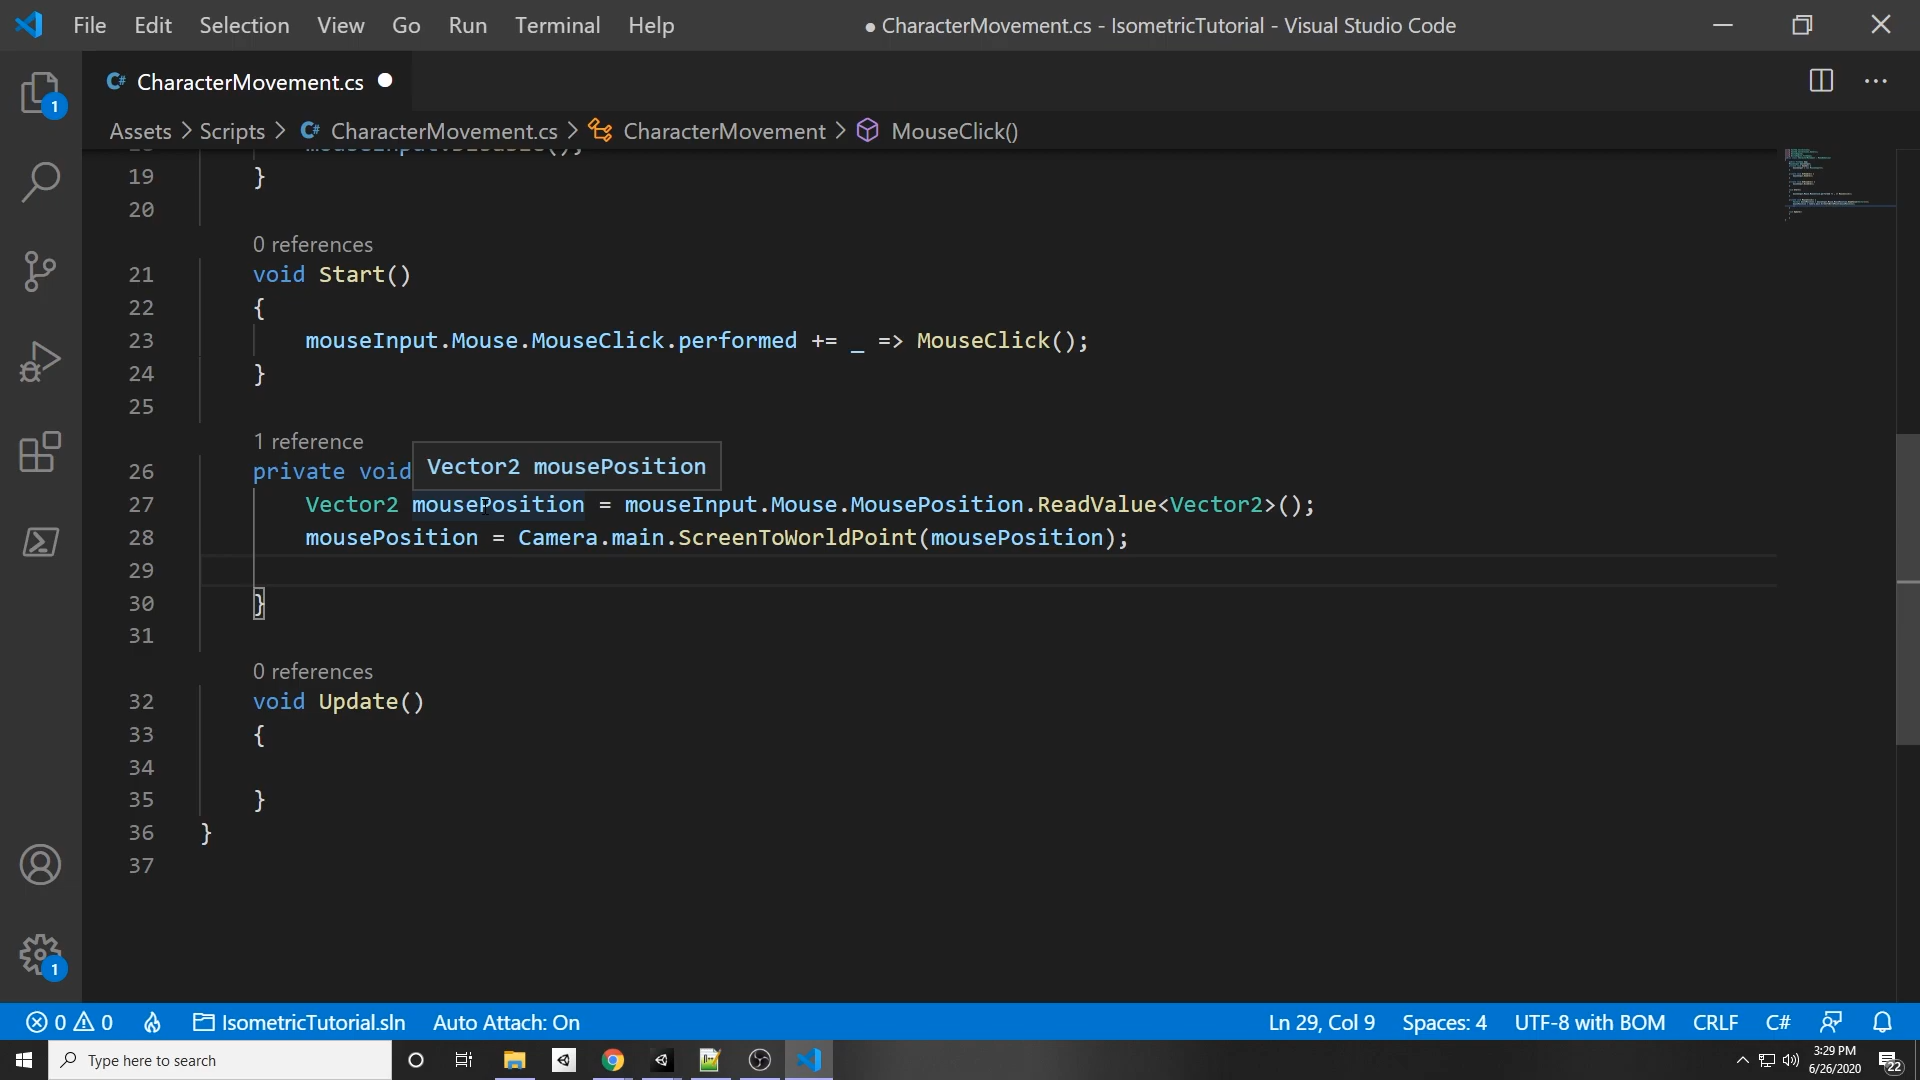 File Edit Selection View Go Run Terminal Help
● CharacterMovement.cs - IsometricTutorial - Visual Studio Code
CharacterMovement.cs
Assets > Scripts > CharacterMovement.cs > CharacterMovement > MouseClick()
19 }
20
0 references
21 void Start()
22 {
23 mouseInput.Mouse.MouseClick.performed += _ => MouseClick();
24 }
25
1 reference
Vector2 mousePosition
26 private void
27 Vector2 mousePosition = mouseInput.Mouse.MousePosition.ReadValue<Vector2>();
28 mousePosition = Camera.main.ScreenToWorldPoint(mousePosition);
29
30 }
31
0 references
32 void Update()
33 {
34
35 }
36 }
37
1
1
0 0 IsometricTutorial.sln Auto Attach: On Ln 29, Col 9 Spaces: 4 UTF-8 with BOM CRLF C#
Type here to search
3:29 PM
6/26/2020
22